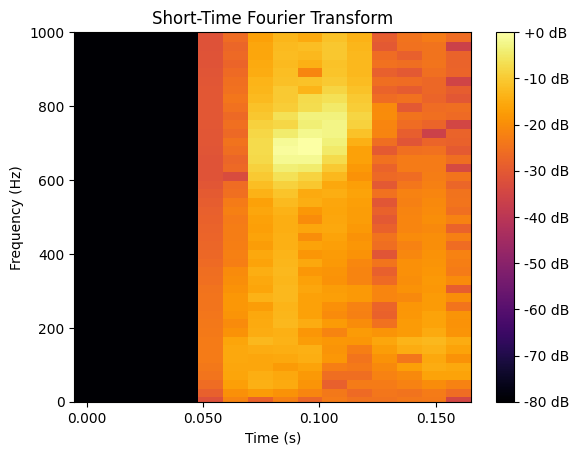 Short-Time Fourier Transform
1000
800
600
400
200
0
Frequency (Hz)
0.000
0.050
0.100
0.150
Time (s)
+0 dB
-10 dB
-20 dB
-30 dB
-40 dB
-50 dB
-60 dB
-70 dB
-80 dB